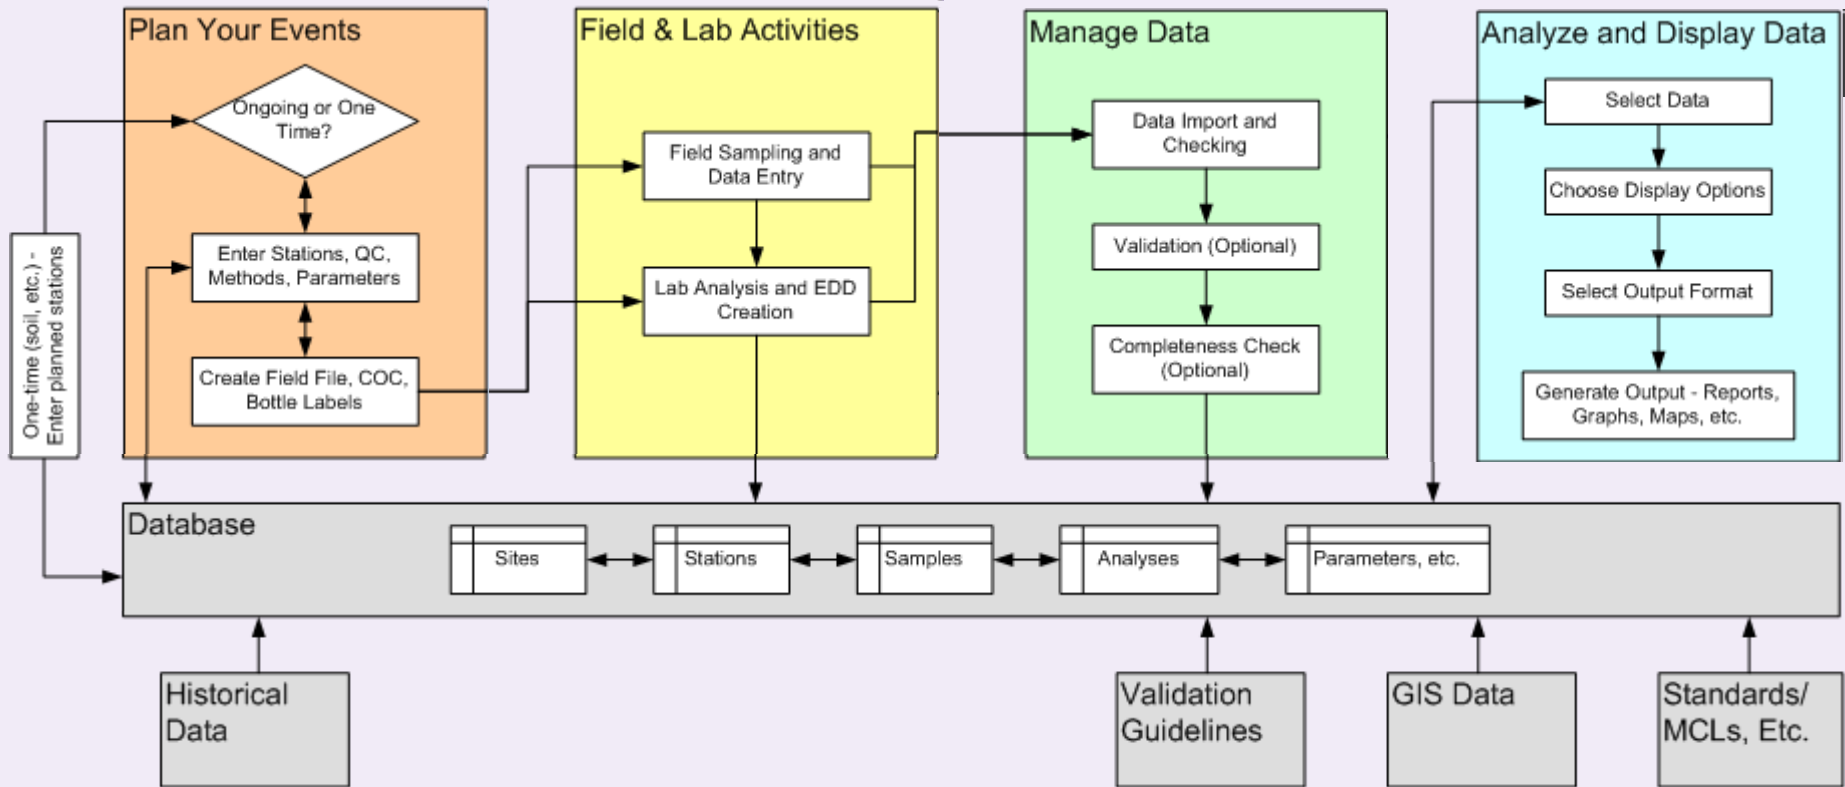 Plan Your Events
Ongoing or One
Time?
Enter Stations, QC,
Methods, Parameters
Create Field File, COC,
Bottle Labels
One-time (soil, etc.) -
Enter planned stations
Field & Lab Activities
Field Sampling and
Data Entry
Lab Analysis and EDD
Creation
Manage Data
Data Import and
Checking
Validation (Optional)
Completeness Check
(Optional)
Analyze and Display Data
Select Data
Choose Display Options
Select Output Format
Generate Output - Reports,
Graphs, Maps, etc.
Database
Sites
Stations
Samples
Analyses
Parameters, etc.
Historical
Data
Validation
Guidelines
GIS Data
Standards/
MCLs, Etc.